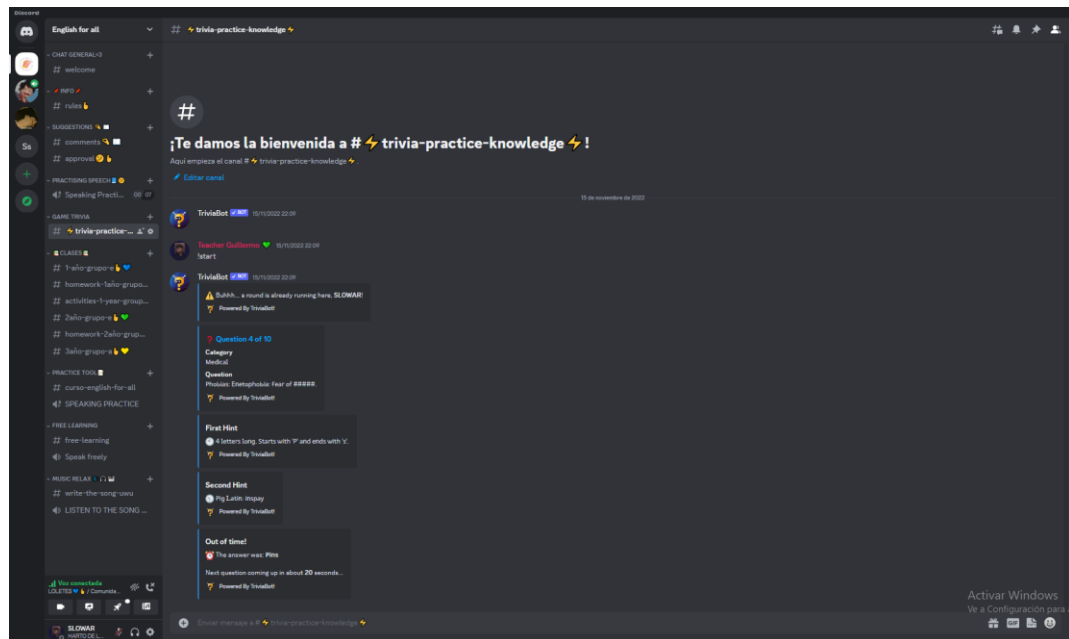 Discord
English for all
# ⚡ trivia-practice-knowledge ⚡
CHAT GENERAL<3
# welcome
INFO
# rules
SUGGESTIONS
# comments
# approval
PRACTISING SPEECH
Speaking Practi... 00 07
GAME TRIVIA
# ⚡ trivia-practice-...
CLASES
# 1-año-grupo-e
# homework-1año-grupo...
# activities-1-year-group...
# 2año-grupo-e
# homework-2año-grup...
# 3año-grupo-a
PRACTICE TOOL
# curso-english-for-all
SPEAKING PRACTICE
FREE LEARNING
# free-learning
Speak freely
MUSIC RELAX
# write-the-song-uwu
LISTEN TO THE SONG ...
Voz conectada
/ Comunida...
SLOWAR
Ss
#
¡Te damos la bienvenida a # ⚡ trivia-practice-knowledge ⚡ !
Aquí empieza el canal # ⚡ trivia-practice-knowledge ⚡.
Editar canal
15 de noviembre de 2022
TriviaBot BOT 15/11/2022 22:09
Teacher Guillermo 15/11/2022 22:09
!start
TriviaBot BOT 15/11/2022 22:09
Buhhh... a round is already running here, SLOWAR!
Powered By TriviaBot!
Question 4 of 10
Category
Medical
Question
Phobias: Enetophobia: Fear of #####.
Powered By TriviaBot!
First Hint
4 letters long. Starts with 'P' and ends with 's'.
Powered By TriviaBot!
Second Hint
Pig Latin: inspay
Powered By TriviaBot!
Out of time!
The answer was: Pins
Next question coming up in about 20 seconds...
Powered By TriviaBot!
Enviar mensaje a # ⚡ trivia-practice-knowledge ⚡
GIF
Activar Windows
Ve a Configuración para